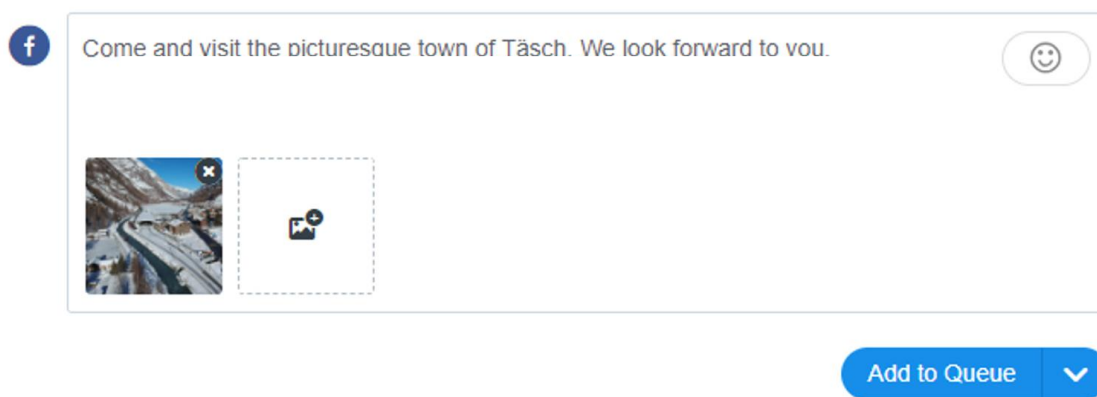 Come and visit the picturesque town of Täsch. We look forward to you.
Add to Queue